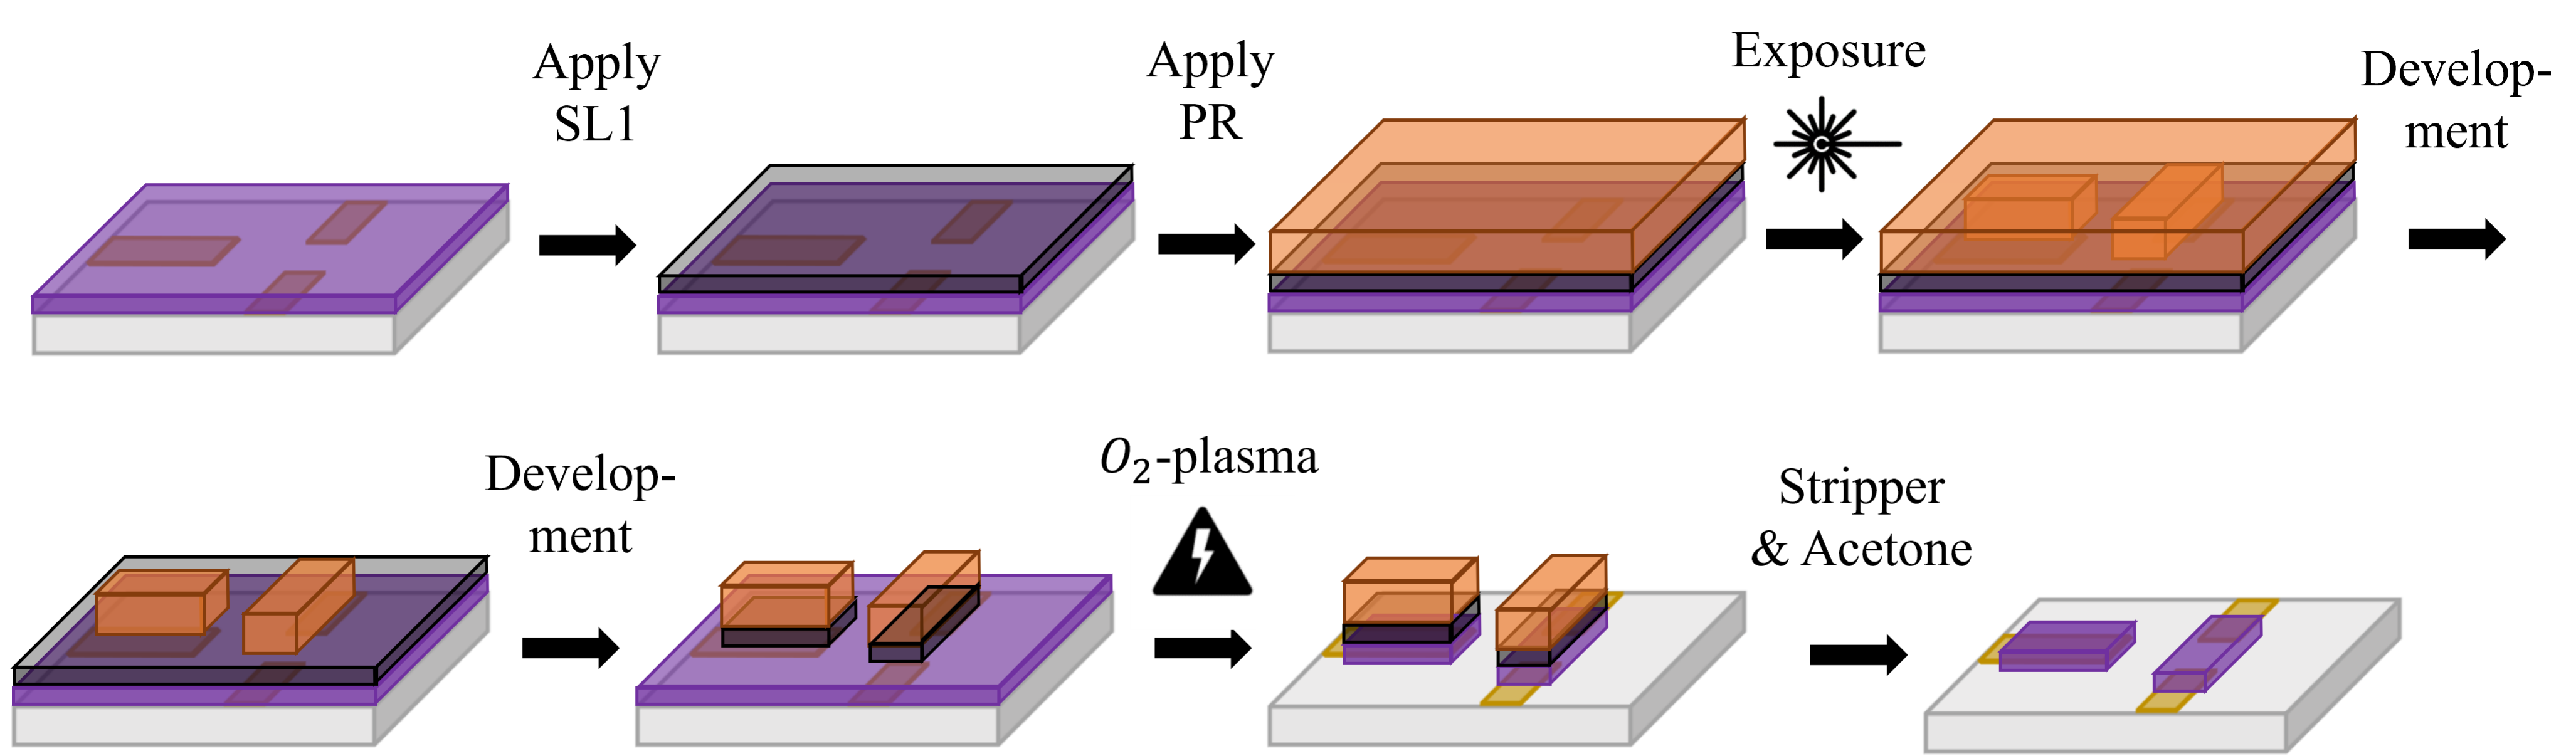 Apply
SL1
Apply
PR
Exposure
Develop-
ment
Develop-
ment
O₂-plasma
Stripper
& Acetone